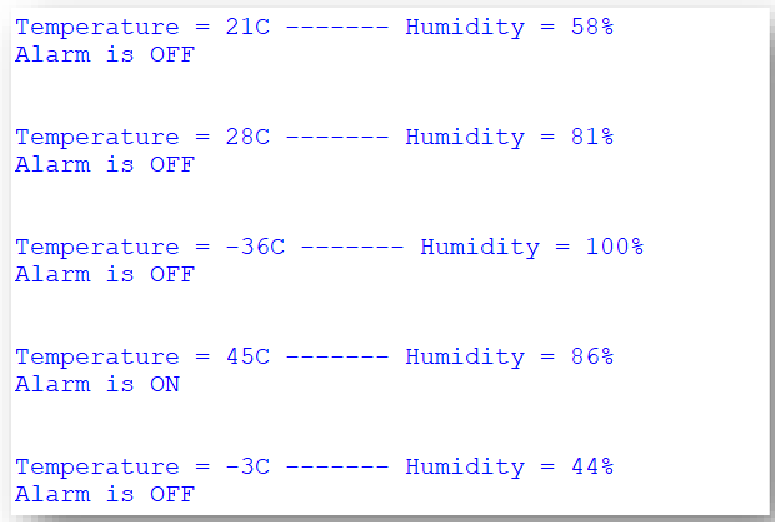 Temperature = 21C ------- Humidity = 58%
Alarm is OFF
Temperature = 28C ------- Humidity = 81%
Alarm is OFF
Temperature = -36C ------- Humidity = 100%
Alarm is OFF
Temperature = 45C ------- Humidity = 86%
Alarm is ON
Temperature = -3C ------- Humidity = 44%
Alarm is OFF